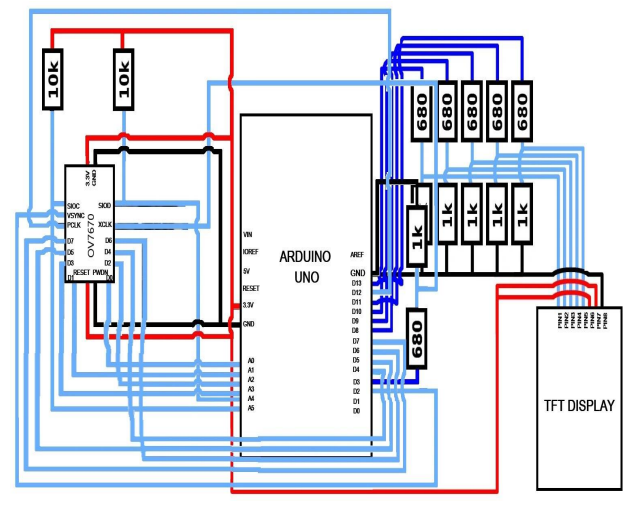 10k
10k
680
680
680
680
680
1k
1k
1k
1k
1k
680
3.3V
GND
SIOC
SIOD
VSYNC
PCLK
XCLK
OV7670
D7
D6
D5
D4
D3
D2
RESET
PWDN
D1
D0
ARDUINO
UNO
VIN
IOREF
5V
RESET
3.3V
GND
A0
A1
A2
A3
A4
A5
AREF
GND
D13
D12
D11
D10
D9
D8
D7
D6
D5
D4
D3
D2
D1
D0
PIN1
PIN2
PIN3
PIN4
PIN5
PIN6
PIN7
PIN8
TFT DISPLAY